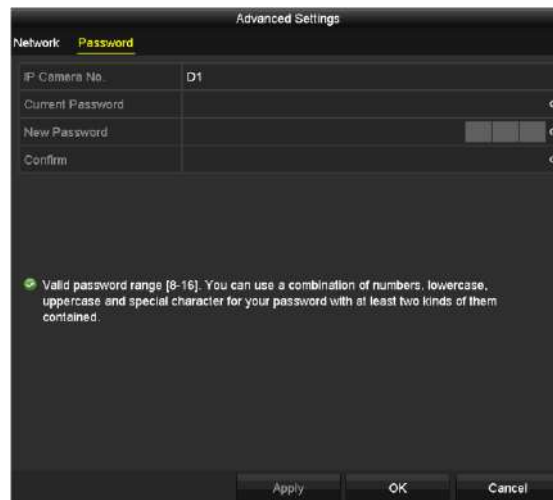 Advanced Settings
Network Password
IP Camera No. D1
Current Password
New Password
Confirm
Valid password range [8-16]. You can use a combination of numbers, lowercase,
uppercase and special character for your password with at least two kinds of them
contained.
Apply OK Cancel